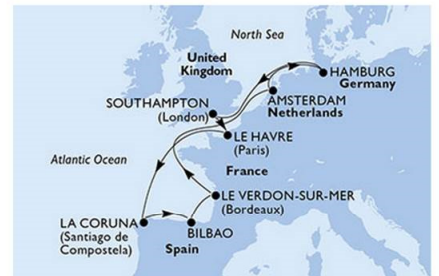 North Sea
United
Kingdom
HAMBURG
Germany
AMSTERDAM
Netherlands
SOUTHAMPTON
(London)
LE HAVRE
(Paris)
Atlantic Ocean
France
LE VERDON-SUR-MER
(Bordeaux)
LA CORUNA
(Santiago de
Compostela)
Spain
BILBAO